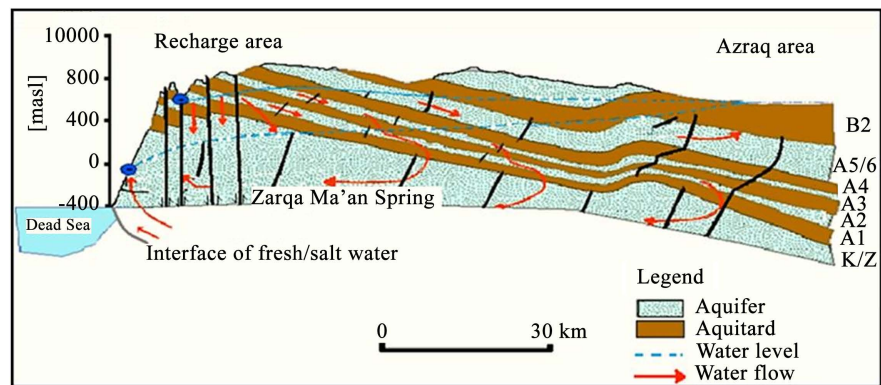 10000
800
400
0
-400
[masl]
Recharge area
Azraq area
B2
A5/6
A4
A3
A2
A1
K/Z
Zarqa Ma’an Spring
Dead Sea
Interface of fresh/salt water
Legend
Aquifer
Aquitard
Water level
Water flow
0 30 km